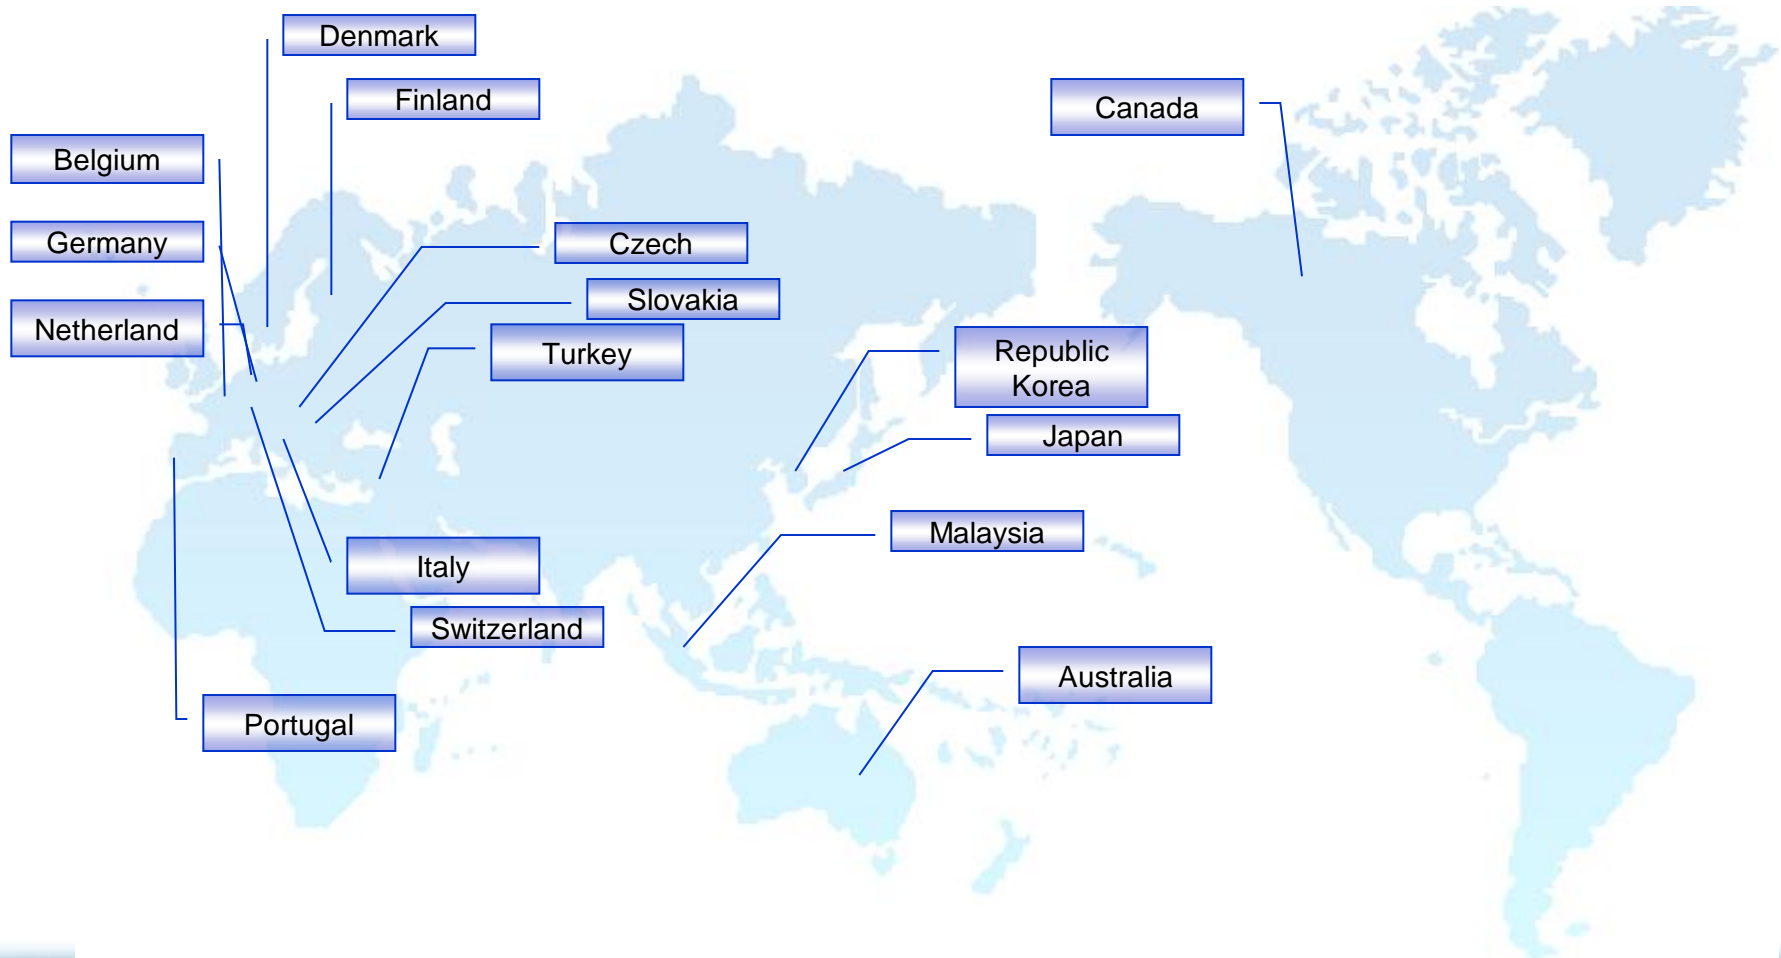 Denmark
Finland
Canada
Belgium
Germany
Czech
Slovakia
Netherland
Turkey
Republic
Korea
Japan
Malaysia
Italy
Switzerland
Australia
Portugal